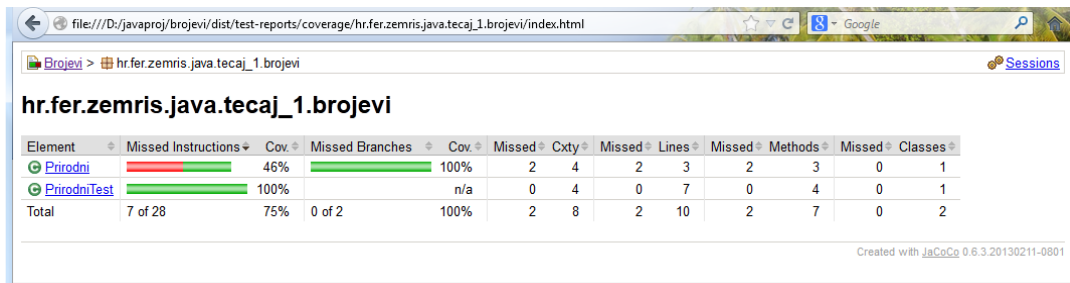 file:///D:/javaproj/brojevi/dist/test-reports/coverage/hr.fer.zemris.java.tecaj_1.brojevi/index.html
8 Google
Brojevi > hr.fer.zemris.java.tecaj_1.brojevi Sessions
hr.fer.zemris.java.tecaj_1.brojevi
Element Missed Instructions Cov. Missed Branches Cov. Missed Cxty Missed Lines Missed Methods Missed Classes
C Prirodni 46% 100% 2 4 2 3 2 3 0 1
C PrirodniTest 100% n/a 0 4 0 7 0 4 0 1
Total 7 of 28 75% 0 of 2 100% 2 8 2 10 2 7 0 2
Created with JaCoCo 0.6.3.20130211-0801